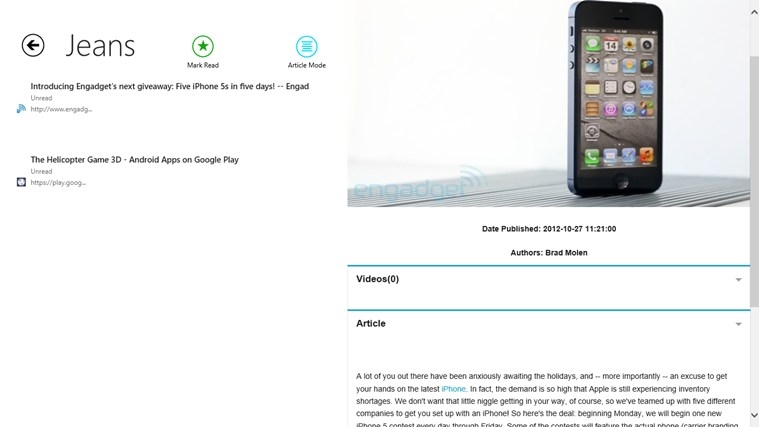 Jeans
Mark Read
Article Mode
Introducing Engadget's next giveaway: Five iPhone 5s in five days! -- Engad
Unread
http://www.engadg...
The Helicopter Game 3D - Android Apps on Google Play
Unread
https://play.goog...
engadget
Date Published: 2012-10-27 11:21:00
Authors: Brad Molen
Videos(0)
Article
A lot of you out there have been anxiously awaiting the holidays, and -- more importantly -- an excuse to get
your hands on the latest iPhone. In fact, the demand is so high that Apple is still experiencing inventory
shortages. We don't want that little niggle getting in your way, of course, so we've teamed up with five different
companies to get you set up with an iPhone! So here's the deal: beginning Monday, we will begin one new
iPhone 5 contest every day through Friday. Some of the contests will feature the actual phone (carrier branding